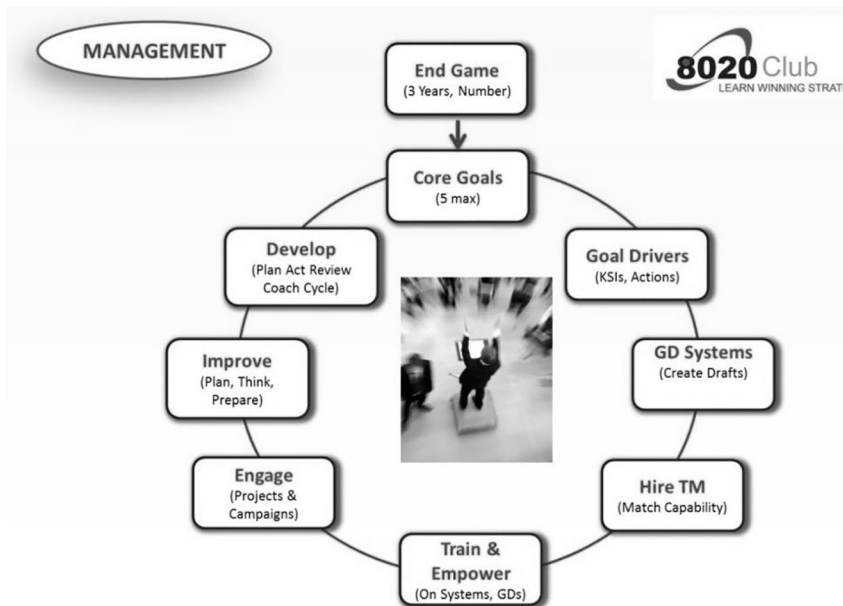 MANAGEMENT
8020 Club
LEARN WINNING STRATE
End Game
(3 Years, Number)
Core Goals
(5 max)
Develop
(Plan Act Review
Coach Cycle)
Goal Drivers
(KSIs, Actions)
Improve
(Plan, Think,
Prepare)
GD Systems
(Create Drafts)
Engage
(Projects &
Campaigns)
Hire TM
(Match Capability)
Train &
Empower
(On Systems, GDs)